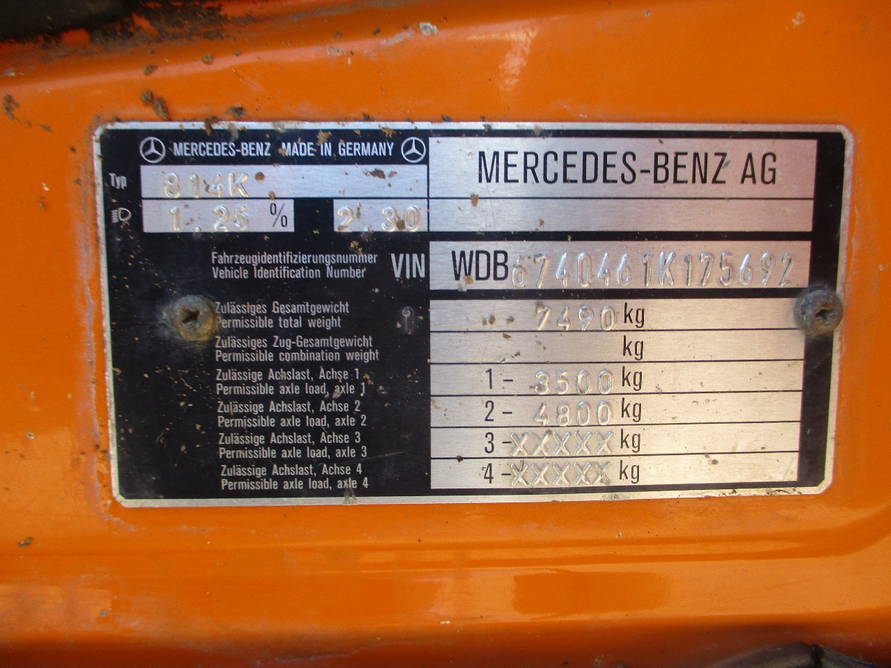 MERCEDES-BENZ MADE IN GERMANY
MERCEDES-BENZ AG
Typ 814K
1.25 % 2.30
Fahrzeugidentifizierungsnummer
Vehicle Identification Number
VIN WDB6740461K175692
Zulässiges Gesamtgewicht
Permissible total weight
7490 kg
Zulässiges Zug-Gesamtgewicht
Permissible combination weight
kg
Zulässige Achslast, Achse 1
Permissible axle load, axle 1
1- 3500 kg
Zulässige Achslast, Achse 2
Permissible axle load, axle 2
2- 4800 kg
Zulässige Achslast, Achse 3
Permissible axle load, axle 3
3-XXXXX kg
Zulässige Achslast, Achse 4
Permissible axle load, axle 4
4-XXXXX kg